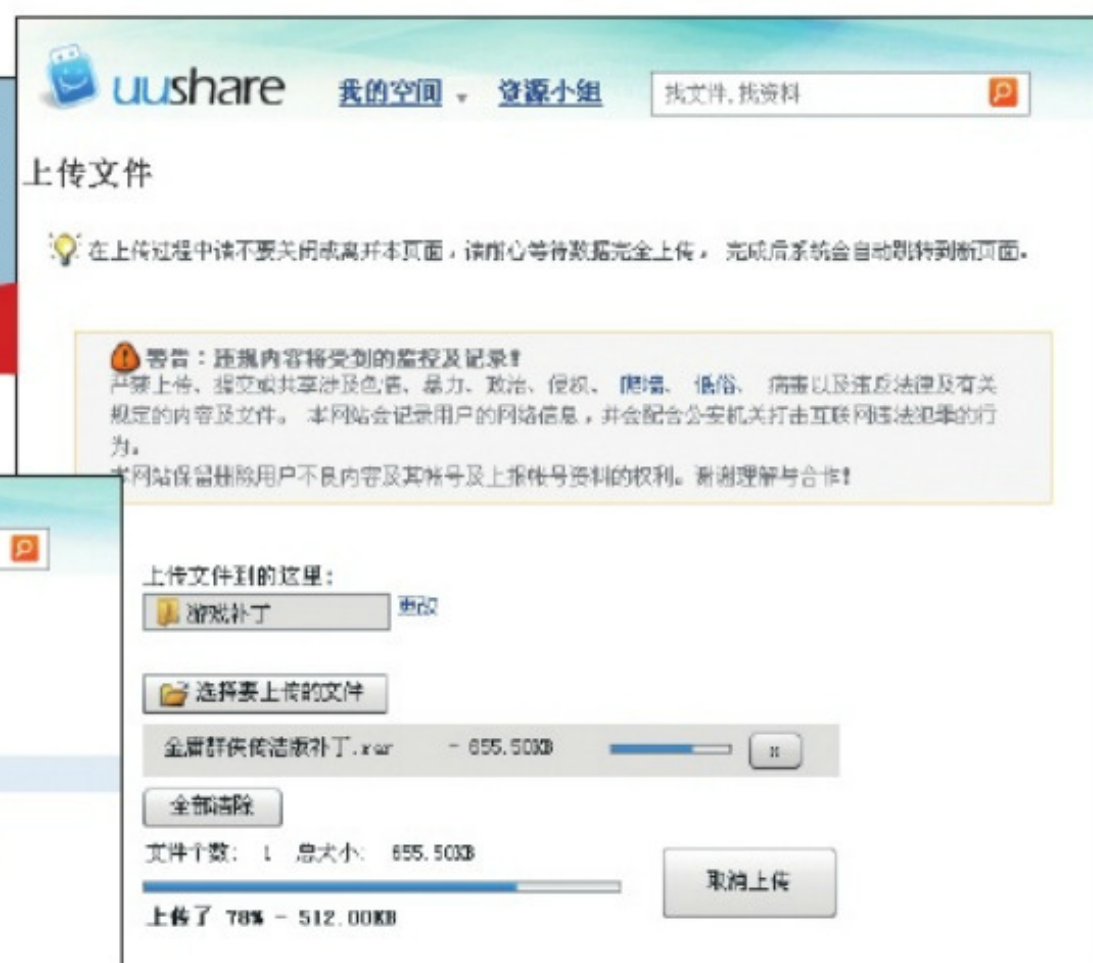 uushare 我的空间 资源小组 找文件,找资料
上传文件
在上传过程中请不要关闭或离开本页面,请耐心等待数据完全上传, 完成后系统会自动跳转到新页面。
警告:违规内容将受到的监控及记录!
严禁上传、提交或共享涉及色情、暴力、政治、侵权、 爬墙、 低俗、 病毒以及违反法律及有关
规定的内容及文件。 本网站会记录用户的网络信息,并会配合公安机关打击互联网违法犯罪的行
为。
本网站保留删除用户不良内容及其帐号及上报帐号资料的权利。谢谢理解与合作!
上传文件到的这里:
游戏补丁 更改
选择要上传的文件
金庸群侠传洁版补丁.rar - 655.50KB x
全部清除
文件个数: 1 总大小: 655.50KB
取消上传
上传了 78% - 512.00KB